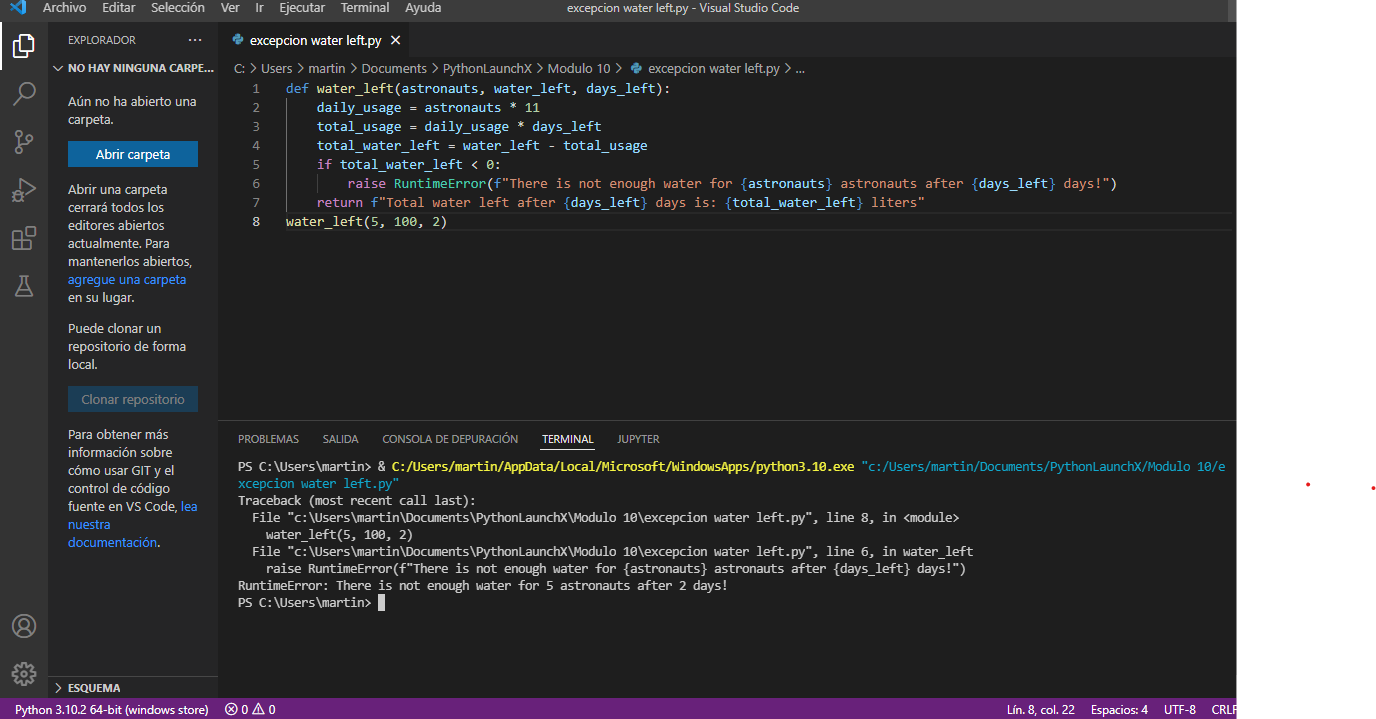 Archivo Editar Selección Ver Ir Ejecutar Terminal Ayuda excepcion water left.py - Visual Studio Code
EXPLORADOR ···
NO HAY NINGUNA CARPE...
Aún no ha abierto una
carpeta.
Abrir carpeta
Abrir una carpeta
cerrará todos los
editores abiertos
actualmente. Para
mantenerlos abiertos,
agregue una carpeta
en su lugar.
Puede clonar un
repositorio de forma
local.
Clonar repositorio
Para obtener más
información sobre
cómo usar GIT y el
control de código
fuente en VS Code, lea
nuestra
documentación.
ESQUEMA
excepcion water left.py
C: > Users > martin > Documents > PythonLaunchX > Modulo 10 > excepcion water left.py > ...
1 def water_left(astronauts, water_left, days_left):
2     daily_usage = astronauts * 11
3     total_usage = daily_usage * days_left
4     total_water_left = water_left - total_usage
5     if total_water_left < 0:
6         raise RuntimeError(f"There is not enough water for {astronauts} astronauts after {days_left} days!")
7     return f"Total water left after {days_left} days is: {total_water_left} liters"
8 water_left(5, 100, 2)
PROBLEMAS SALIDA CONSOLA DE DEPURACIÓN TERMINAL JUPYTER
PS C:\Users\martin> & C:/Users/martin/AppData/Local/Microsoft/WindowsApps/python3.10.exe "c:/Users/martin/Documents/PythonLaunchX/Modulo 10/e
xcepcion water left.py"
Traceback (most recent call last):
  File "c:\Users\martin\Documents\PythonLaunchX\Modulo 10\excepcion water left.py", line 8, in <module>
    water_left(5, 100, 2)
  File "c:\Users\martin\Documents\PythonLaunchX\Modulo 10\excepcion water left.py", line 6, in water_left
    raise RuntimeError(f"There is not enough water for {astronauts} astronauts after {days_left} days!")
RuntimeError: There is not enough water for 5 astronauts after 2 days!
PS C:\Users\martin>
Python 3.10.2 64-bit (windows store) 0 0 Lín. 8, col. 22 Espacios: 4 UTF-8 CRLF